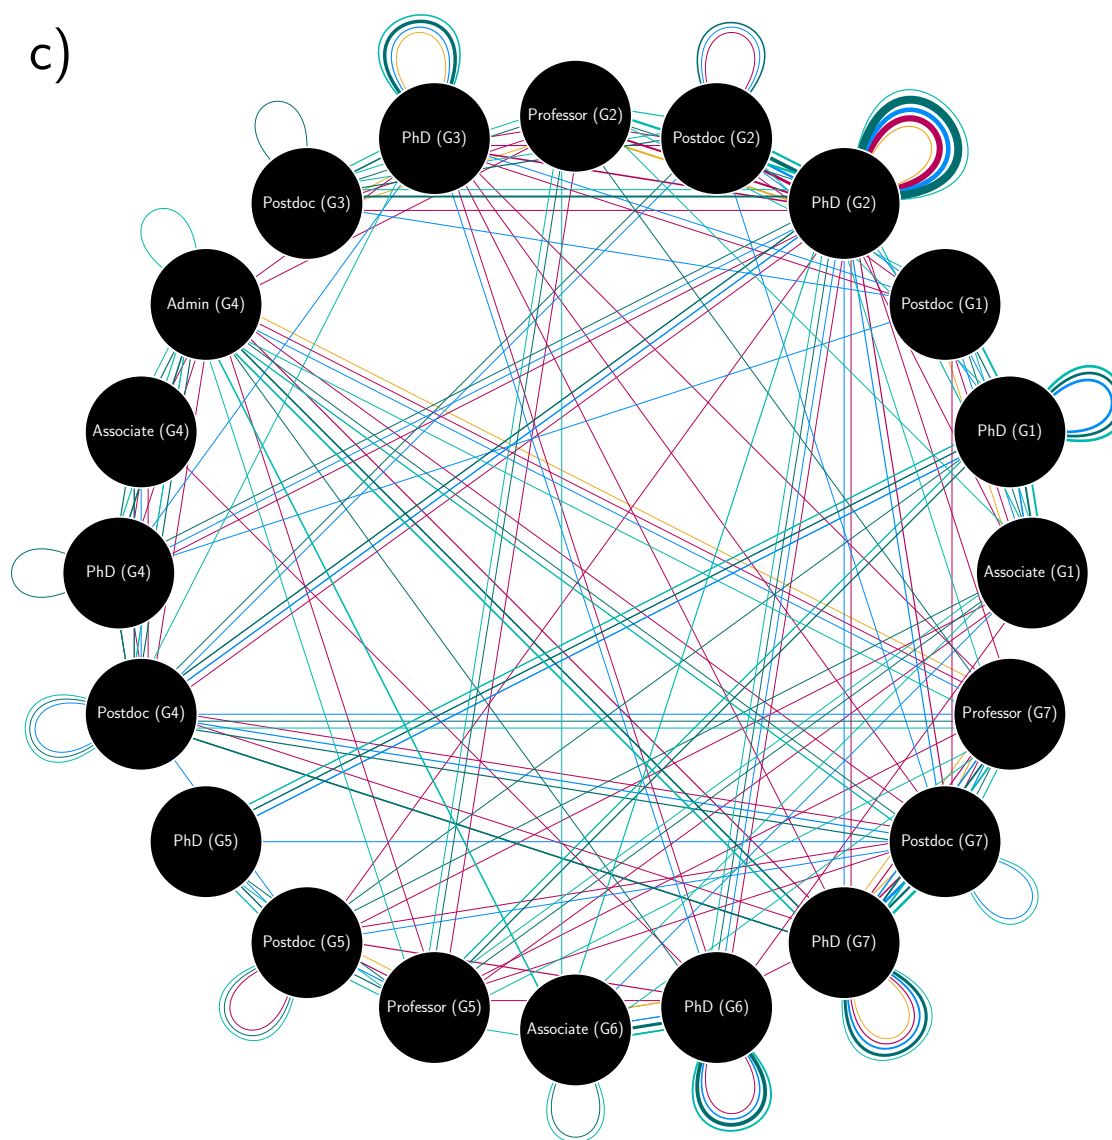 c)
Professor (G2)
PhD (G3)
Postdoc (G2)
Postdoc (G3)
PhD (G2)
Admin (G4)
Postdoc (G1)
Associate (G4)
PhD (G1)
PhD (G4)
Associate (G1)
Postdoc (G4)
Professor (G7)
PhD (G5)
Postdoc (G7)
Postdoc (G5)
PhD (G7)
Professor (G5)
PhD (G6)
Associate (G6)